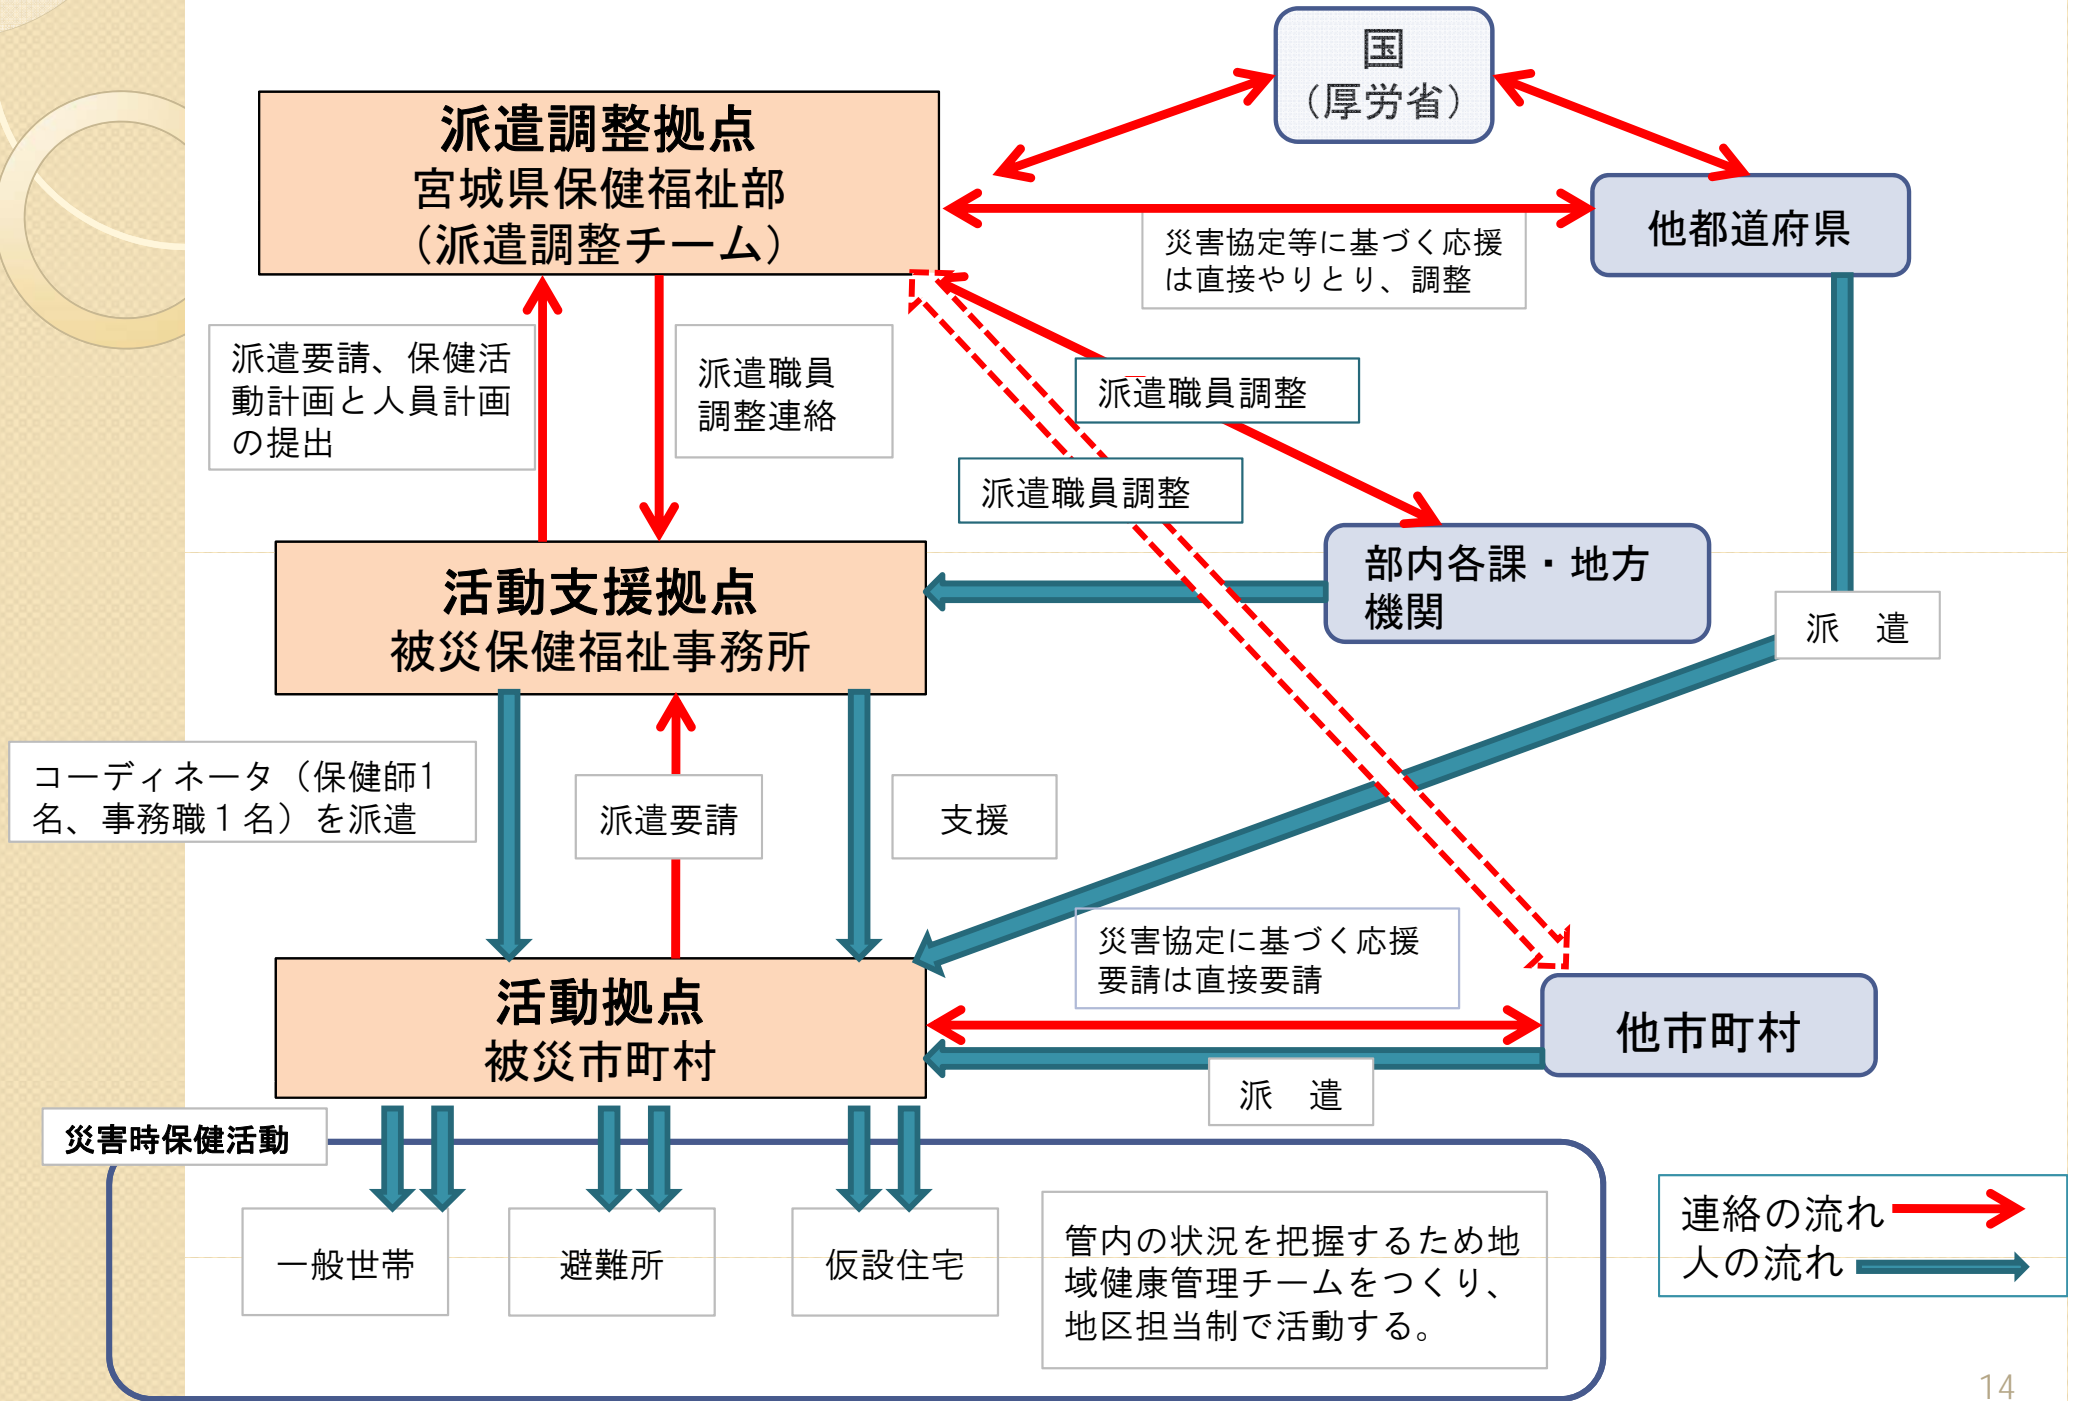 国
（厚労省）
派遣調整拠点
宮城県保健福祉部
（派遣調整チーム）
他都道府県
災害協定等に基づく応援
は直接やりとり、調整
派遣要請、保健活
動計画と人員計画
の提出
派遣職員
調整連絡
派遣職員調整
派遣職員調整
活動支援拠点
被災保健福祉事務所
部内各課・地方
機関
派　遣
コーディネータ（保健師1
名、事務職１名）を派遣
派遣要請
支援
災害協定に基づく応援
要請は直接要請
活動拠点
被災市町村
他市町村
派　遣
災害時保健活動
一般世帯
避難所
仮設住宅
管内の状況を把握するため地
域健康管理チームをつくり、
地区担当制で活動する。
連絡の流れ
人の流れ
14